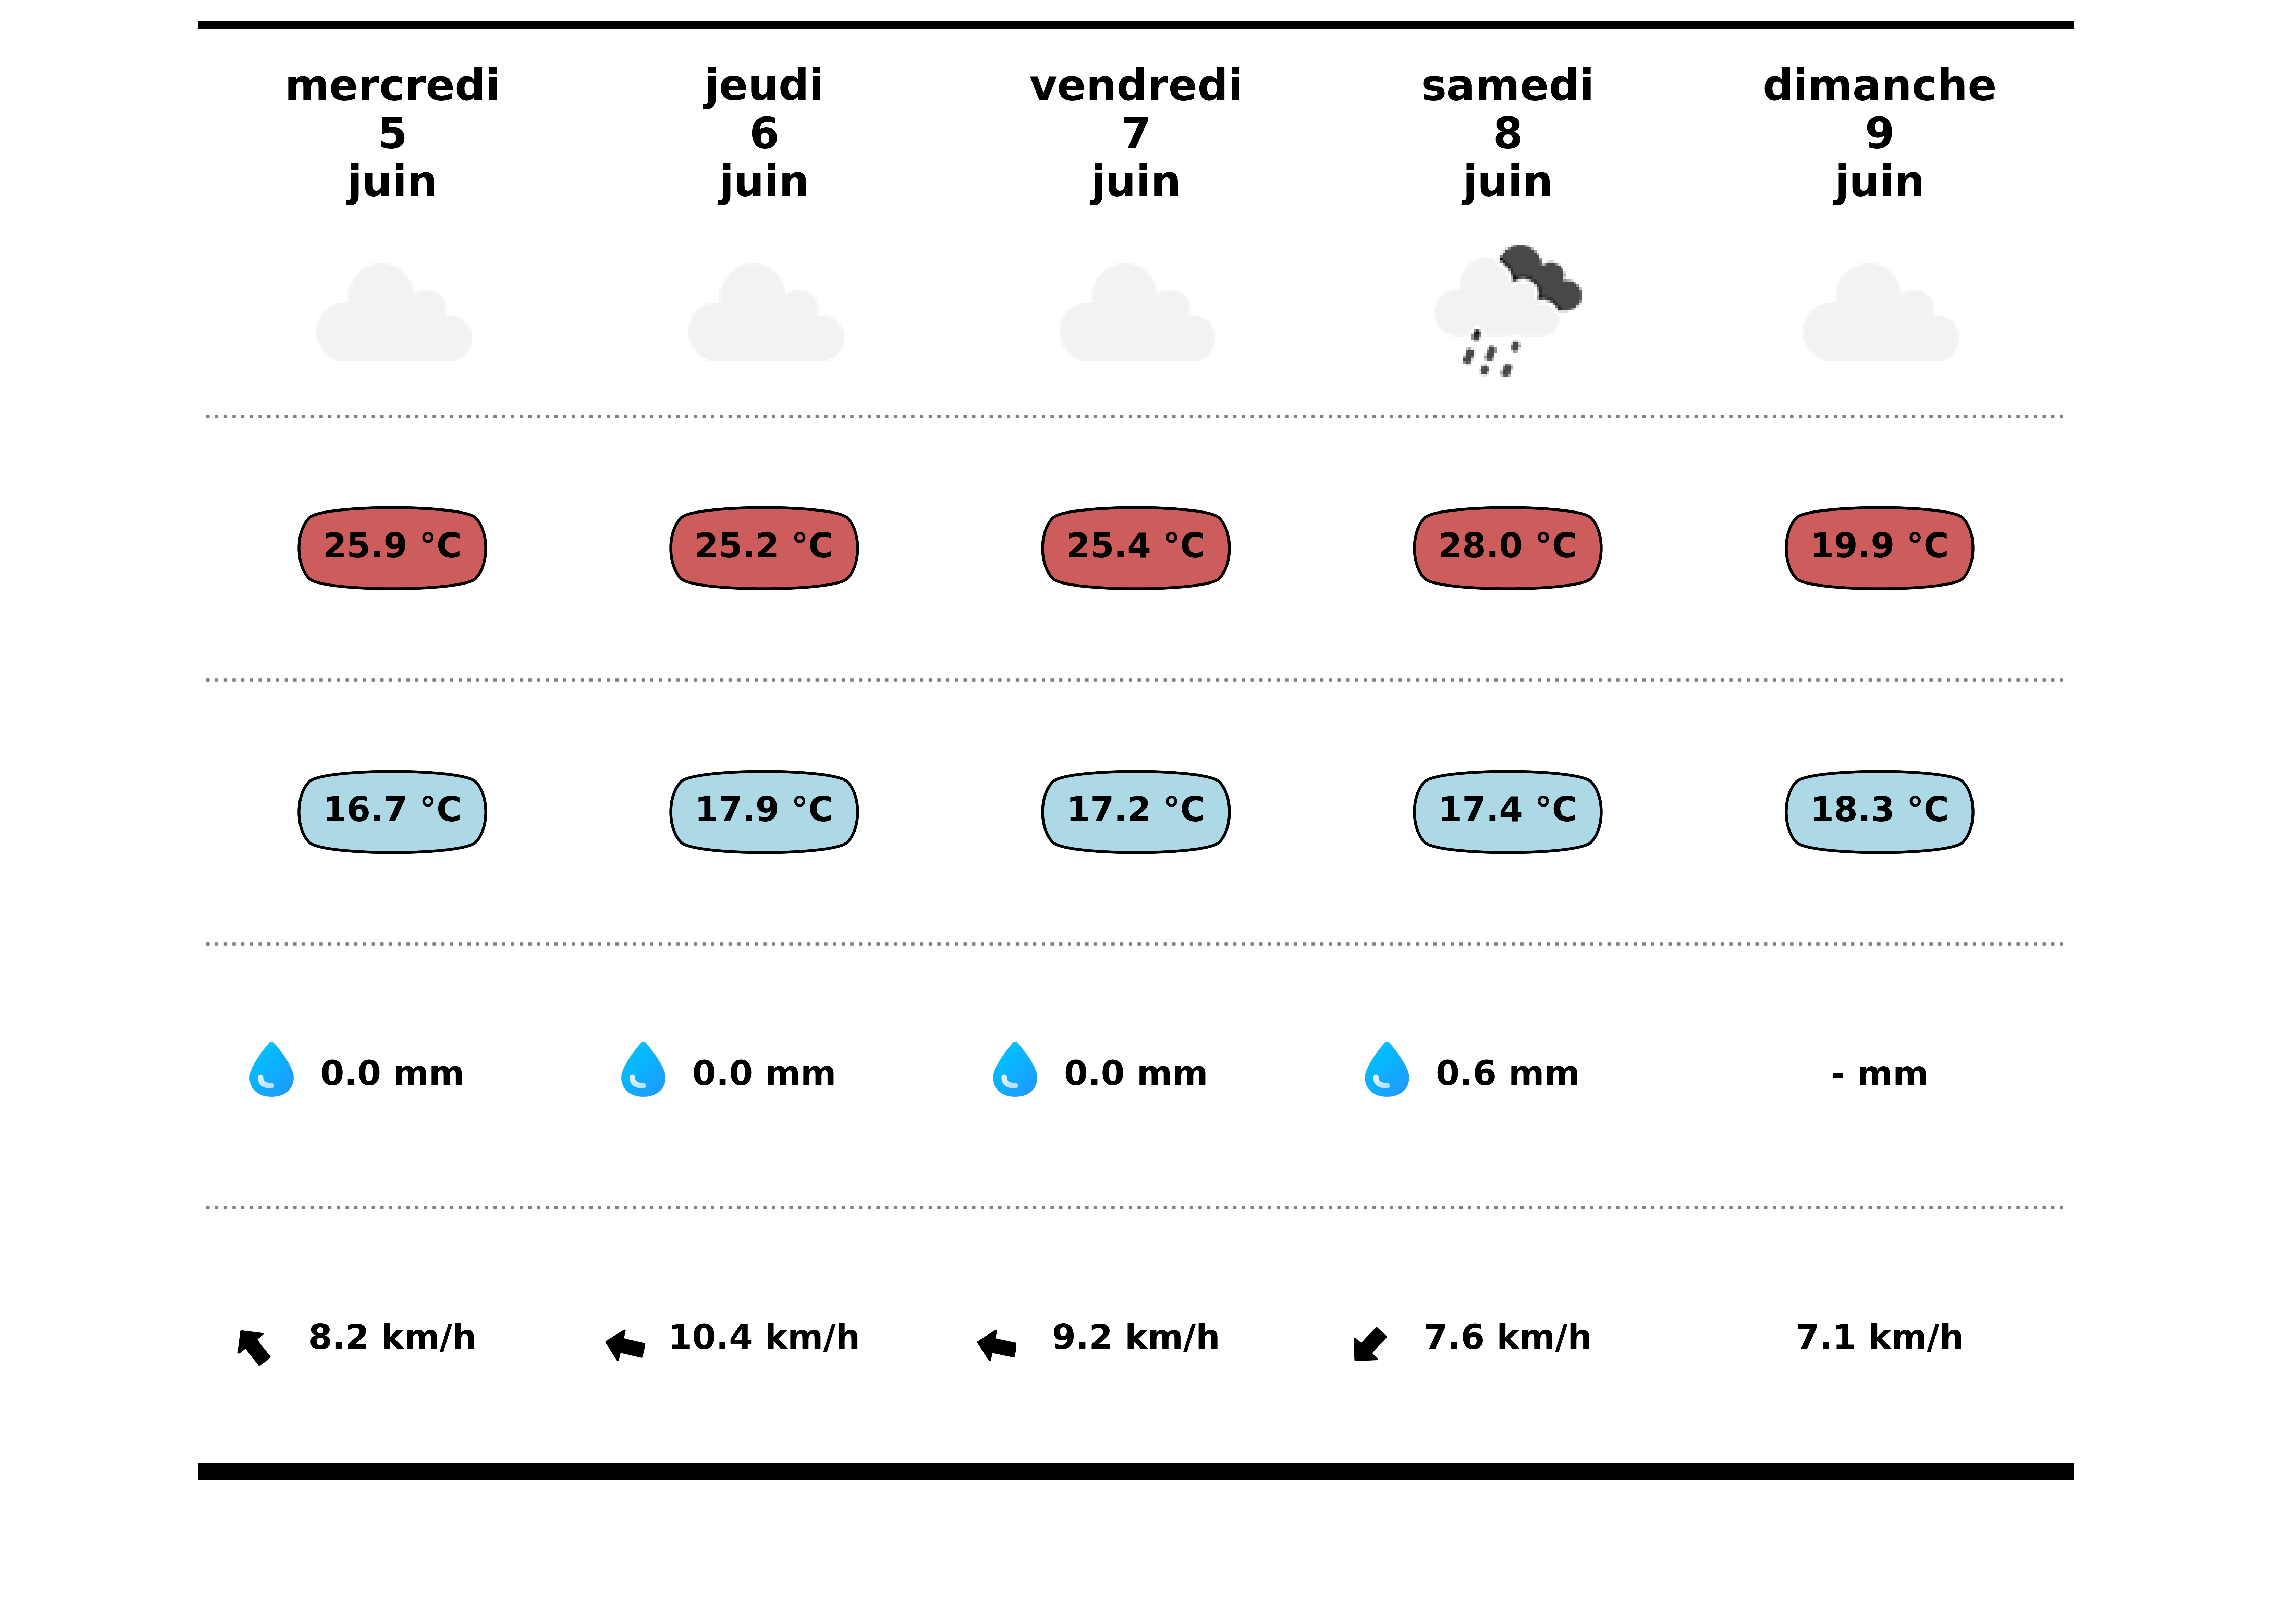 mercredi jeudi vendredi samedi dimanche
5 6 7 8 9
juin juin juin juin juin
25.9 °C 25.2 °C 25.4 °C 28.0 °C 19.9 °C
16.7 °C 17.9 °C 17.2 °C 17.4 °C 18.3 °C
0.0 mm 0.0 mm 0.0 mm 0.6 mm - mm
8.2 km/h 10.4 km/h 9.2 km/h 7.6 km/h 7.1 km/h